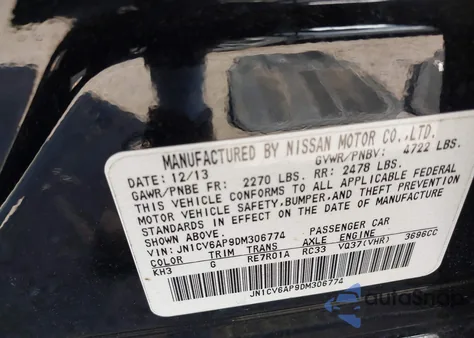 MANUFACTURED BY NISSAN MOTOR CO.,LTD.
DATE: 12/13 GVWR/PNBV: 4722 LBS.
GAWR/PNBE FR: 2270 LBS. RR: 2478 LBS.
THIS VEHICLE CONFORMS TO ALL APPLICABLE FEDERAL
MOTOR VEHICLE SAFETY, BUMPER, AND THEFT PREVENTION
STANDARDS IN EFFECT ON THE DATE OF MANUFACTURE
SHOWN ABOVE.
VIN: JN1CV6AP9DM306774 PASSENGER CAR
COLOR TRIM TRANS AXLE ENGINE
KH3 G RE7R01A RC33 VQ37(VHR) 3696CC
JN1CV6AP9DM306774
autoSnap